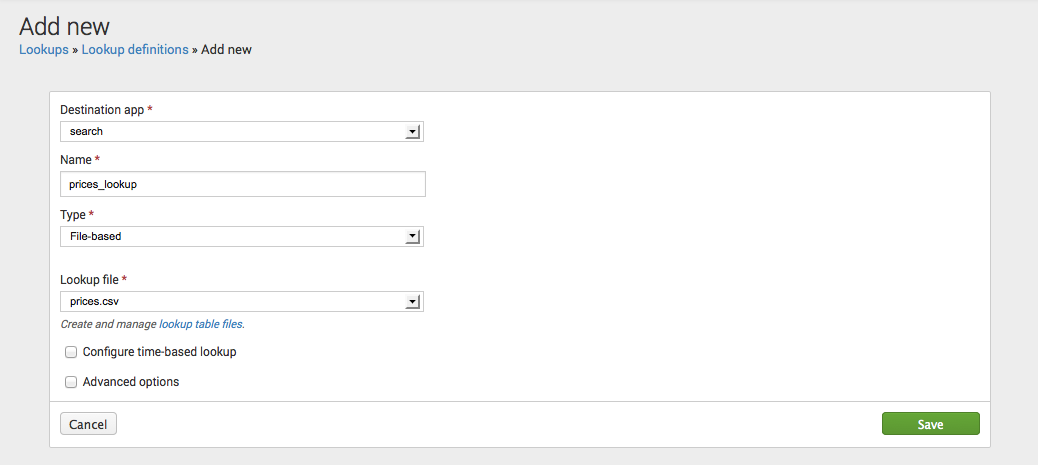 Add new
Lookups » Lookup definitions » Add new
Destination app *
search
Name *
prices_lookup
Type *
File-based
Lookup file *
prices.csv
Create and manage lookup table files.
Configure time-based lookup
Advanced options
Cancel Save